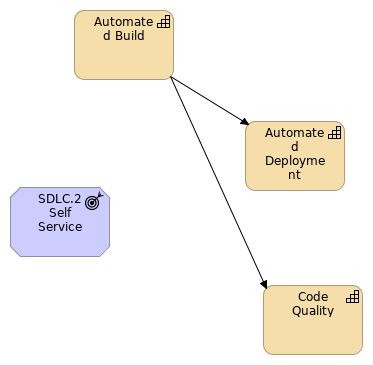 Automate
d Build
Automate
d
Deployme
nt
SDLC.2
Self
Service
Code
Quality